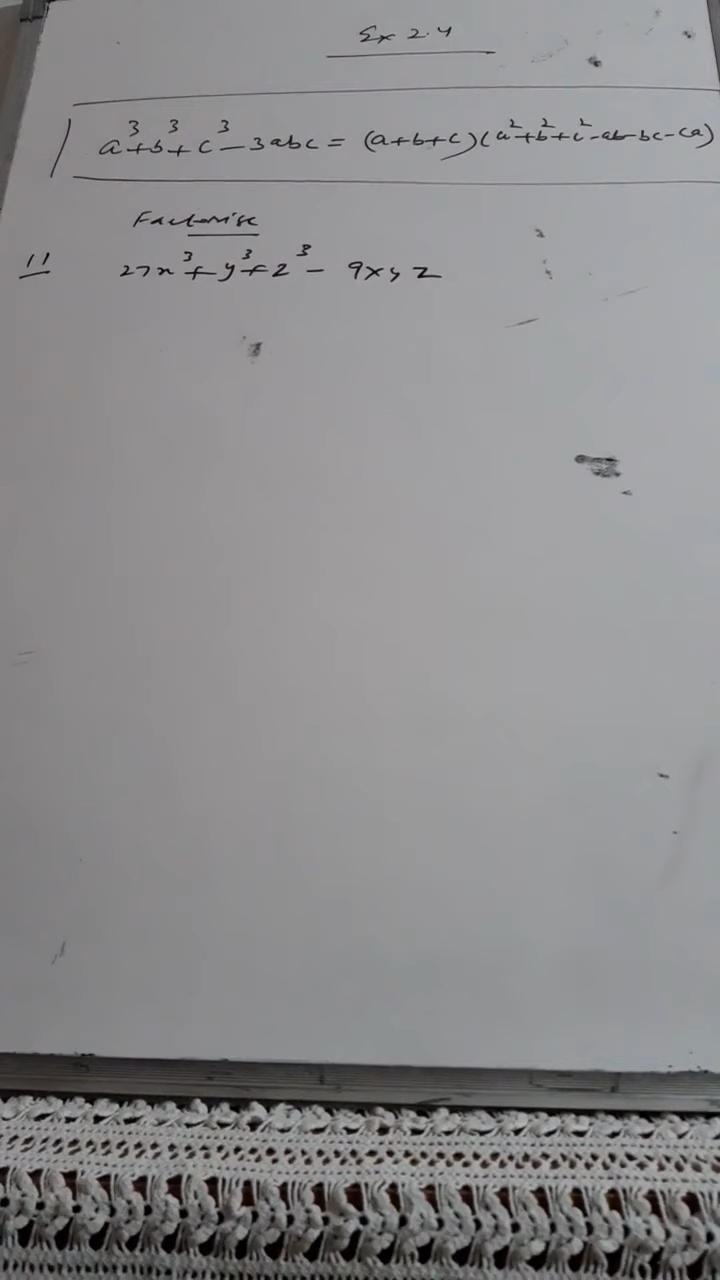 Ex 2.4
a³+b³+c³-3abc = (a+b+c)(a²+b²+c²-ab-bc-ca)
Factorise
11 27x³+y³+z³- 9xyz